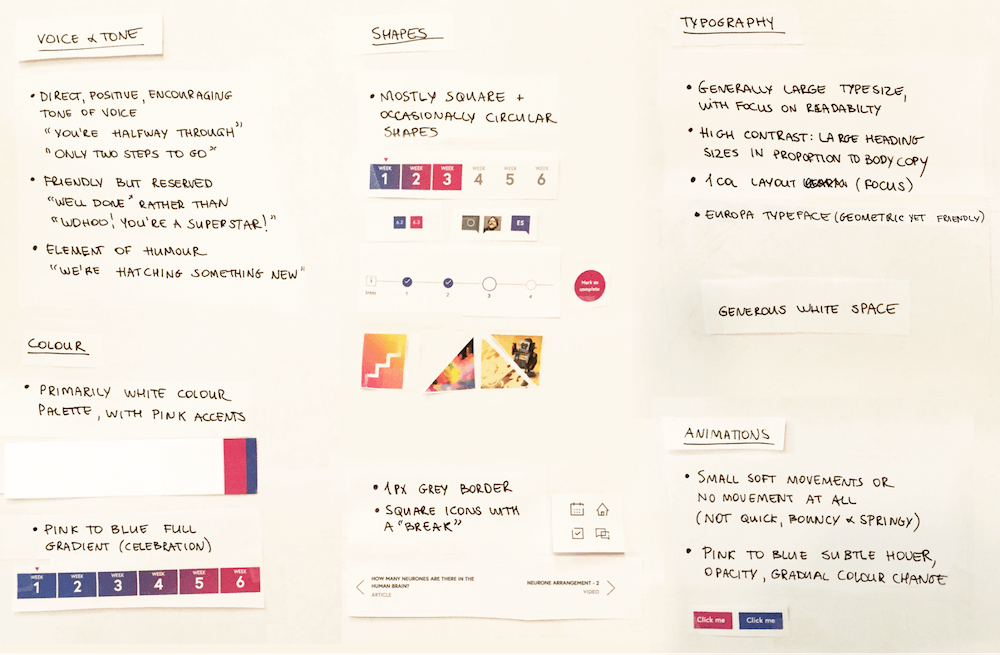 VOICE & TONE
• DIRECT, POSITIVE, ENCOURAGING
TONE OF VOICE
"YOU'RE HALFWAY THROUGH"
"ONLY TWO STEPS TO GO"
• FRIENDLY BUT RESERVED
"WELL DONE" RATHER THAN
"WOHOO! YOU'RE A SUPERSTAR!"
• ELEMENT OF HUMOUR
"WE'RE HATCHING SOMETHING NEW"
COLOUR
• PRIMARILY WHITE COLOUR
PALETTE, WITH PINK ACCENTS
• PINK TO BLUE FULL
GRADIENT (CELEBRATION)
WEEK WEEK WEEK WEEK WEEK WEEK
1 2 3 4 5 6
SHAPES
• MOSTLY SQUARE +
OCCASIONALLY CIRCULAR
SHAPES
WEEK WEEK WEEK WEEK WEEK WEEK
1 2 3 4 5 6
6.2 6.3 ES
Intro 1 2 3 4
Mark as
complete
• 1PX GREY BORDER
• SQUARE ICONS WITH
A "BREAK"
HOW MANY NEURONES ARE THERE IN THE
HUMAN BRAIN?
ARTICLE
NEURONE ARRANGEMENT - 2
VIDEO
TYPOGRAPHY
• GENERALLY LARGE TYPESIZE,
WITH FOCUS ON READABILTY
• HIGH CONTRAST: LARGE HEADING
SIZES IN PROPOTION TO BODY COPY
• 1 COL LAYOUT (FOCUS)
• EUROPA TYPEFACE (GEOMETRIC YET FRIENDLY)
GENEROUS WHITE SPACE
ANIMATIONS
• SMALL SOFT MOVEMENTS OR
NO MOVEMENT AT ALL
(NOT QUICK, BOUNCY & SPRINGY)
• PINK TO BLUE SUBTLE HOVER,
OPACITY, GRADUAL COLOUR CHANGE
Click me Click me